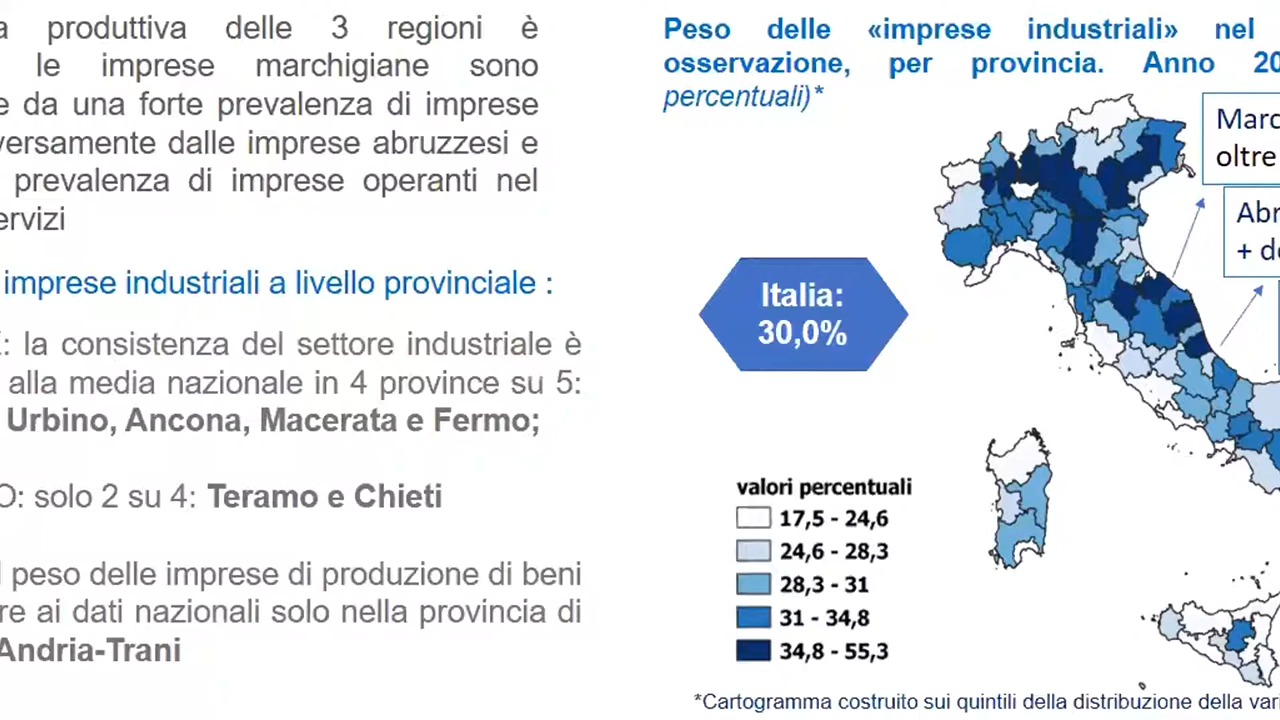 a produttiva delle 3 regioni è
le imprese marchigiane sono
e da una forte prevalenza di imprese
versamente dalle imprese abruzzesi e
prevalenza di imprese operanti nel
ervizi
imprese industriali a livello provinciale :
: la consistenza del settore industriale è
alla media nazionale in 4 province su 5:
Urbino, Ancona, Macerata e Fermo;
O: solo 2 su 4: Teramo e Chieti
l peso delle imprese di produzione di beni
re ai dati nazionali solo nella provincia di
Andria-Trani
Peso delle «imprese industriali» nel
osservazione, per provincia. Anno 20
percentuali)*
Marc
oltre
Abr
+ de
Italia:
30,0%
valori percentuali
17,5 - 24,6
24,6 - 28,3
28,3 - 31
31 - 34,8
34,8 - 55,3
*Cartogramma costruito sui quintili della distribuzione della vari